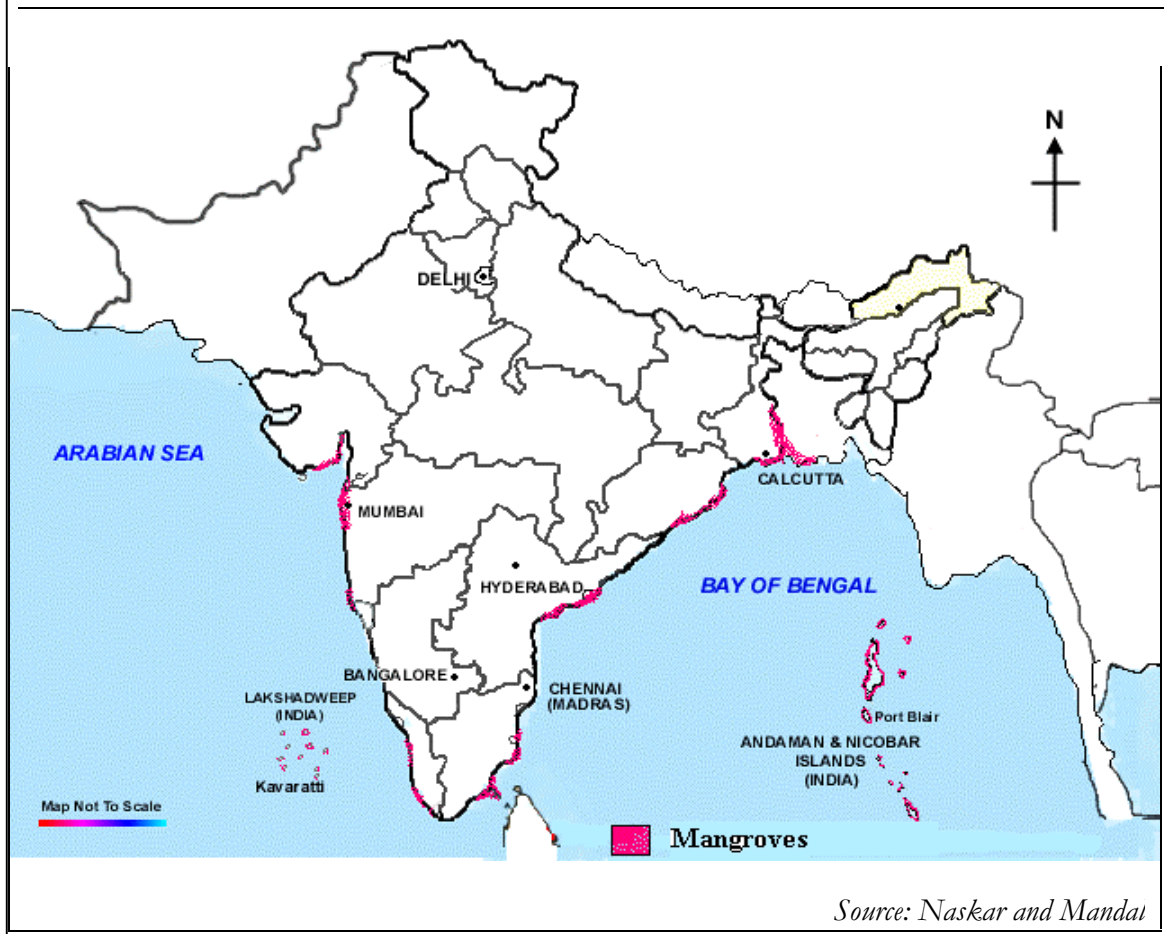 N
DELHI
ARABIAN SEA
CALCUTTA
MUMBAI
HYDERABAD
BAY OF BENGAL
BANGALORE
CHENNAI
(MADRAS)
LAKSHADWEEP
(INDIA)
Port Blair
ANDAMAN & NICOBAR
ISLANDS
(INDIA)
Kavaratti
Map Not To Scale
Mangroves
Source: Naskar and Mandal